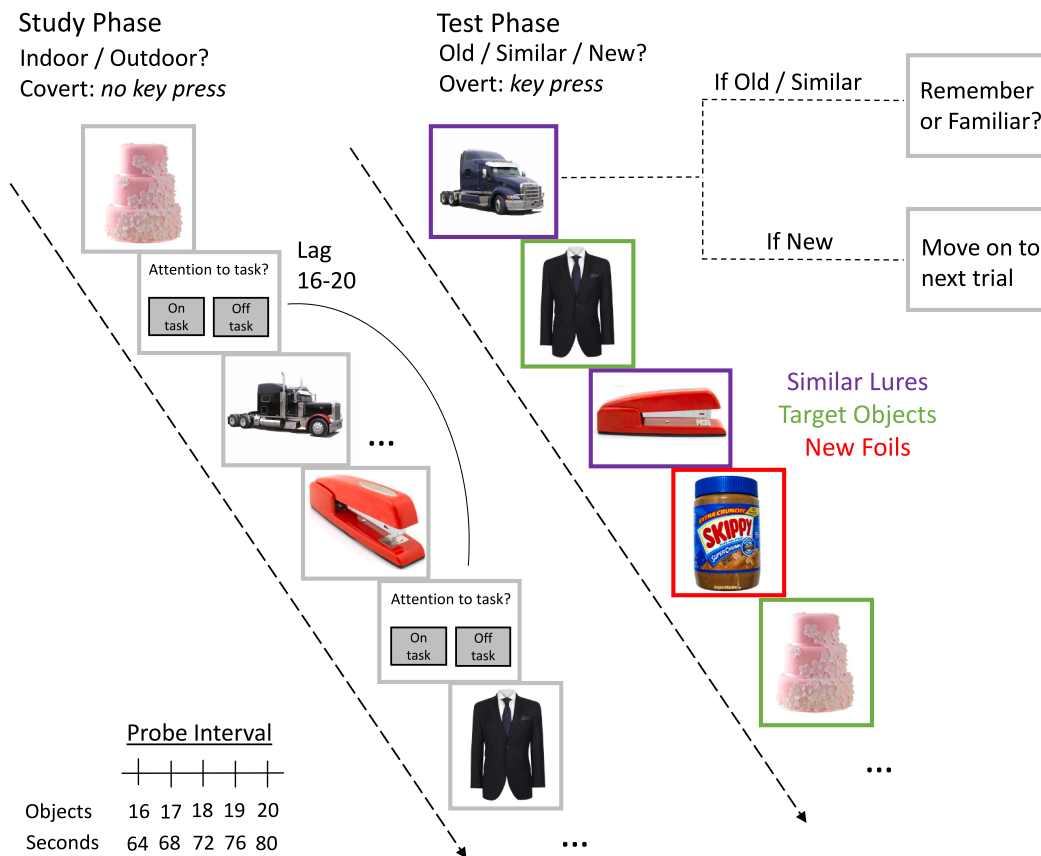 Study Phase
Indoor / Outdoor?
Covert: no key press
Test Phase
Old / Similar / New?
Overt: key press
If Old / Similar
Remember
or Familiar?
If New
Move on to
next trial
Attention to task?
On
task
Off
task
Lag
16-20
...
Similar Lures
Target Objects
New Foils
EXTRA CRUNCHY
SKIPPY
SUPER CHUNK
Attention to task?
On
task
Off
task
...
...
Probe Interval
Objects 16 17 18 19 20
Seconds 64 68 72 76 80